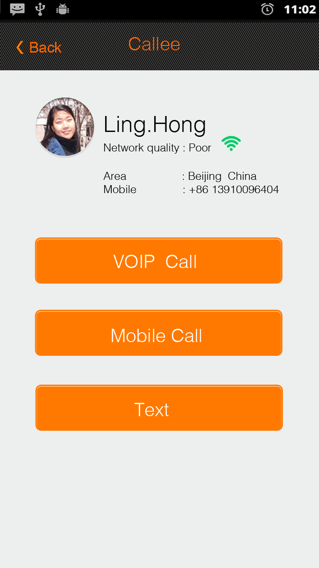 11:02
Back
Callee
Ling.Hong
Network quality : Poor
Area : Beijing China
Mobile : +86 13910096404
VOIP Call
Mobile Call
Text